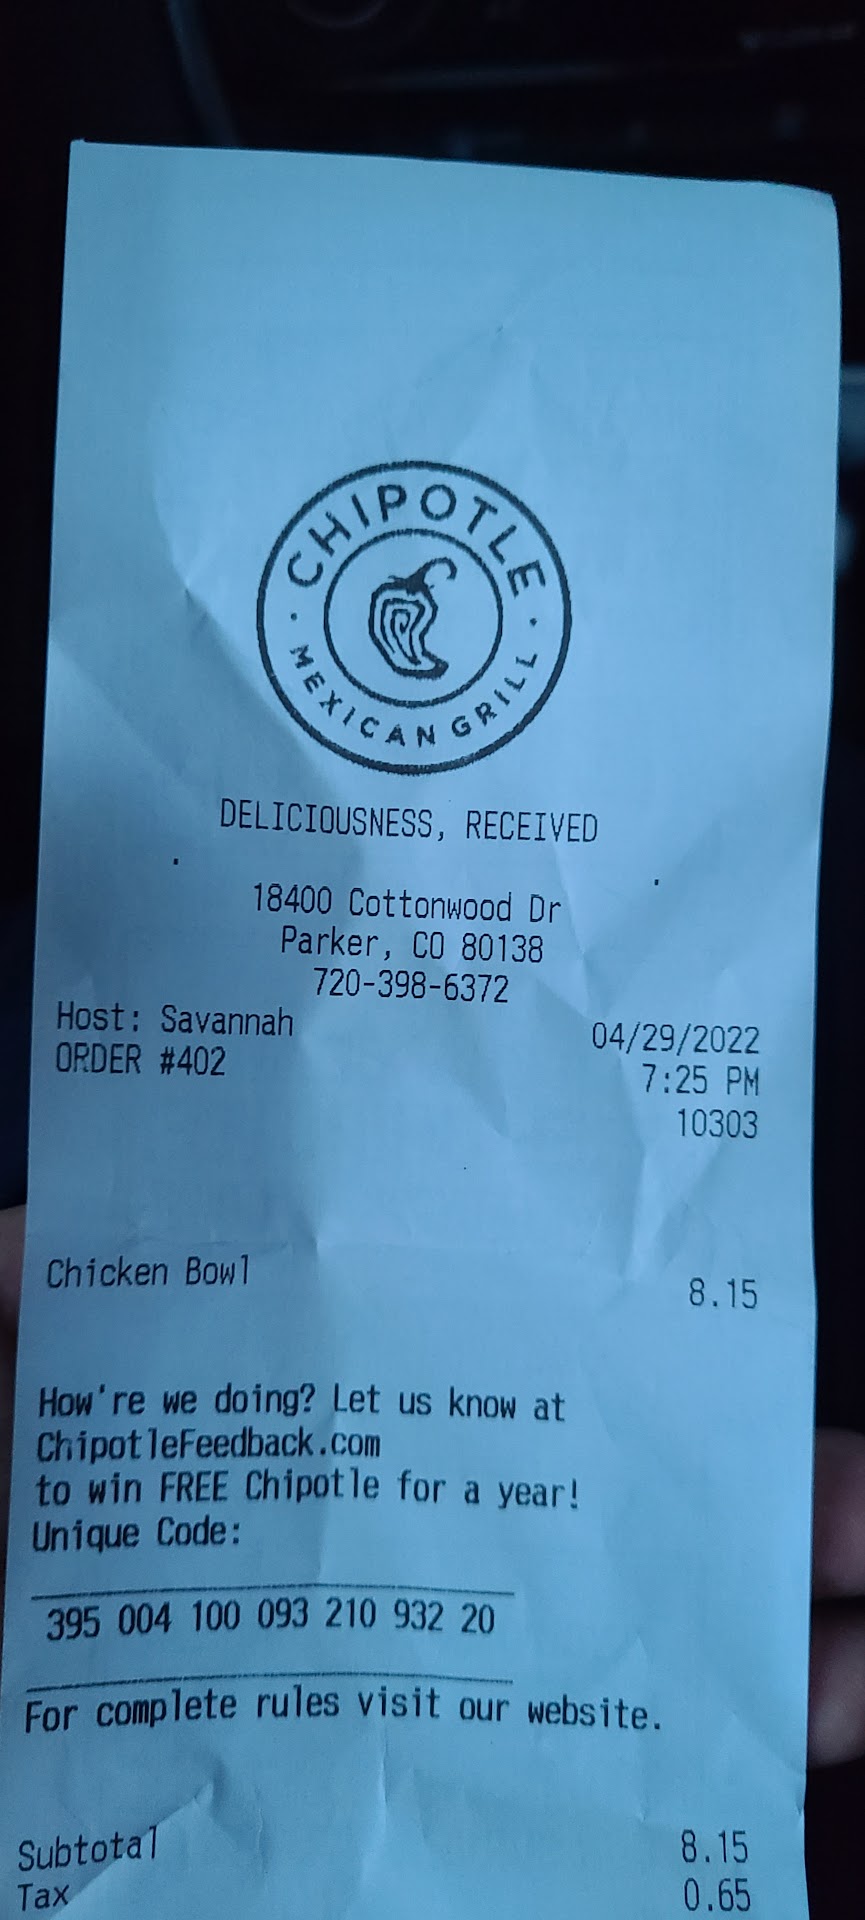 CHIPOTLE
MEXICAN GRILL
DELICIOUSNESS, RECEIVED
18400 Cottonwood Dr
Parker, CO 80138
720-398-6372
Host: Savannah 04/29/2022
ORDER #402 7:25 PM
10303
Chicken Bowl 8.15
How're we doing? Let us know at
ChipotleFeedback.com
to win FREE Chipotle for a year!
Unique Code:
395 004 100 093 210 932 20
For complete rules visit our website.
Subtotal 8.15
Tax 0.65